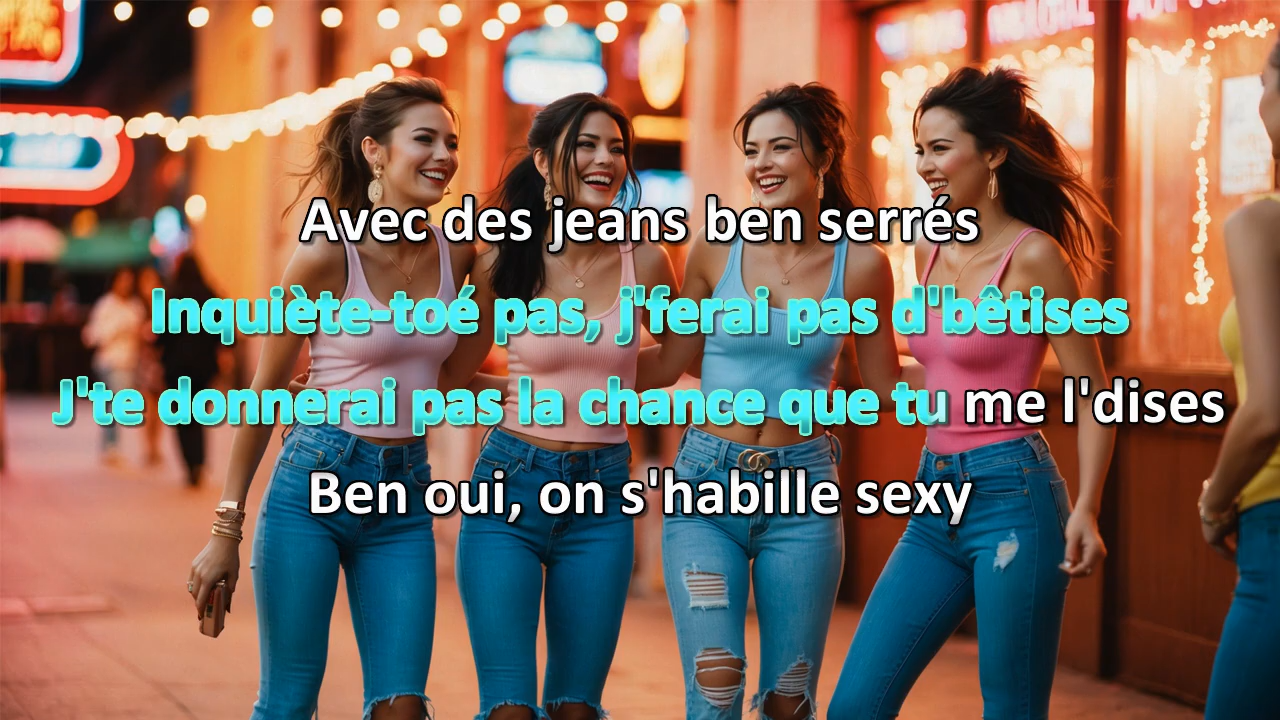 Avec des jeans ben serrés
Inquiète-toé pas, j'ferai pas d'bêtises
J'te donnerai pas la chance que tu me l'dises
Ben oui, on s'habille sexy